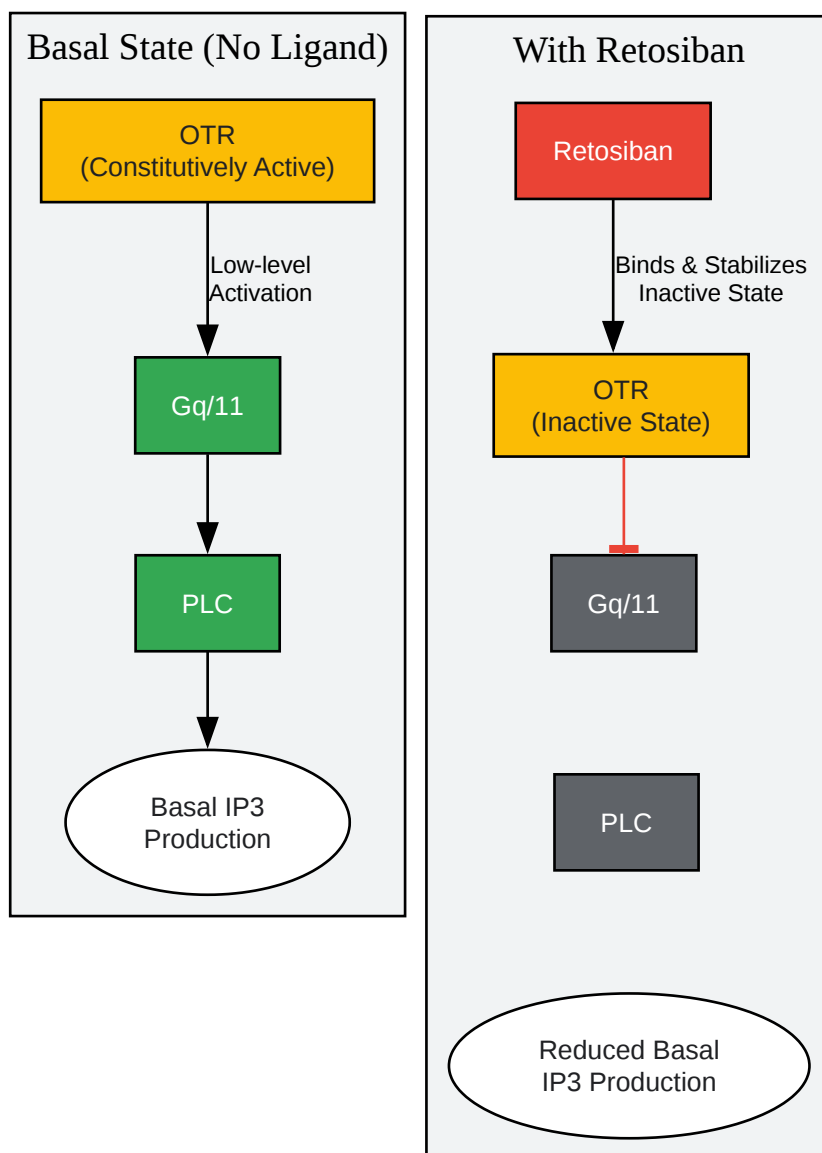 Basal State (No Ligand)
OTR
(Constitutively Active)
Low-level
Activation
Gq/11
PLC
Basal IP3
Production
With Retosiban
Retosiban
Binds & Stabilizes
Inactive State
OTR
(Inactive State)
Gq/11
PLC
Reduced Basal
IP3 Production